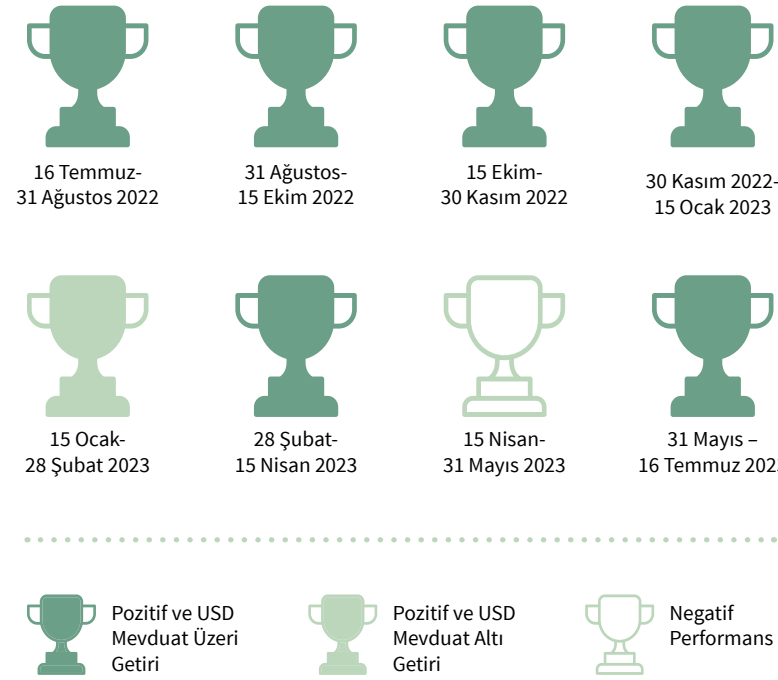 16 Temmuz-
31 Ağustos 2022
31 Ağustos-
15 Ekim 2022
15 Ekim-
30 Kasım 2022
30 Kasım 2022-
15 Ocak 2023
15 Ocak-
28 Şubat 2023
28 Şubat-
15 Nisan 2023
15 Nisan-
31 Mayıs 2023
31 Mayıs –
16 Temmuz
Pozitif ve USD
Mevduat Üzeri
Getiri
Pozitif ve USD
Mevduat Altı
Getiri
Negatif
Performans